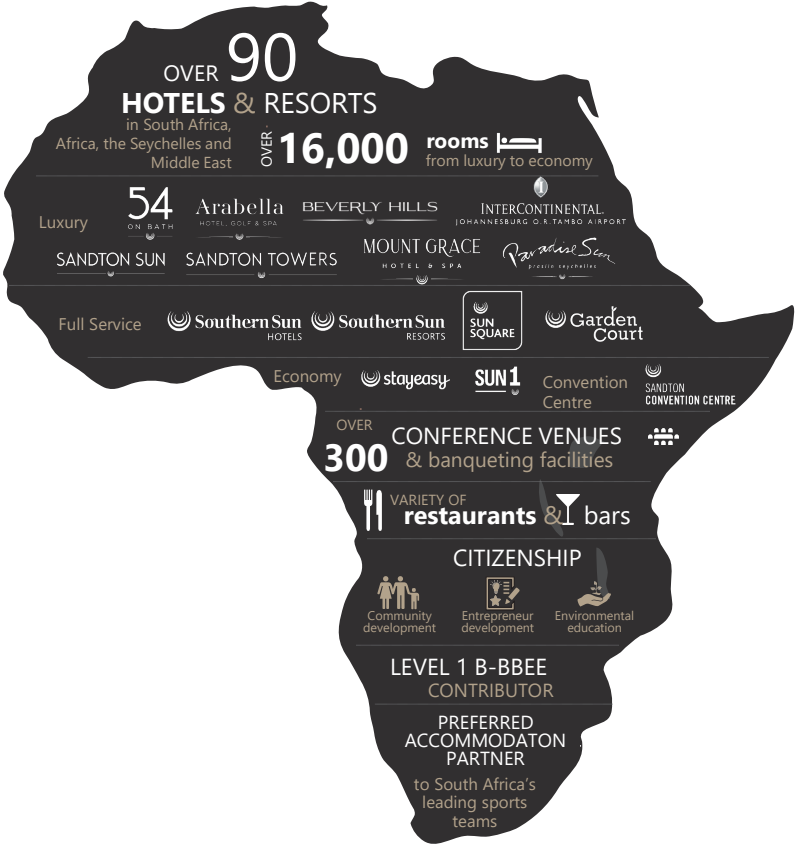 OVER 90
HOTELS & RESORTS
in South Africa,
Africa, the Seychelles and
Middle East
OVER 16,000 rooms
from luxury to economy
Luxury
54
ON BATH
Arabella
HOTEL, GOLF & SPA
BEVERLY HILLS
INTERCONTINENTAL.
JOHANNESBURG O.R. TAMBO AIRPORT
SANDTON SUN
SANDTON TOWERS
MOUNT GRACE
HOTEL & SPA
Paradise Sun
praslin seychelles
Full Service
Southern Sun
HOTELS
Southern Sun
RESORTS
SUN
SQUARE
Garden
Court
Economy
stayeasy
SUN1
Convention
Centre
SANDTON
CONVENTION CENTRE
OVER
300
CONFERENCE VENUES
& banqueting facilities
VARIETY OF
restaurants & bars
CITIZENSHIP
Community
development
Entrepreneur
development
Environmental
education
LEVEL 1 B-BBEE
CONTRIBUTOR
PREFERRED
ACCOMMODATON
PARTNER
to South Africa's
leading sports
teams